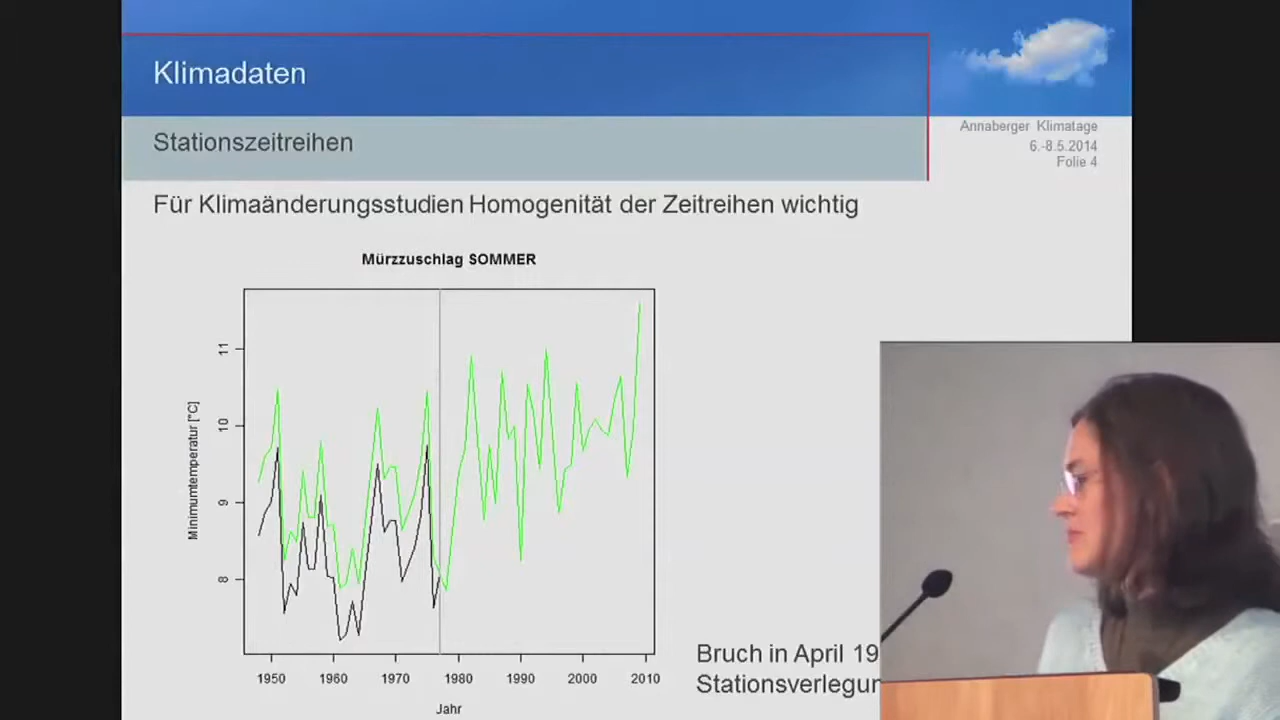 Klimadaten
Stationszeitreihen
Annaberger Klimatage
6.-8.5.2014
Folie 4
Für Klimaänderungsstudien Homogenität der Zeitreihen wichtig
Mürzzuschlag SOMMER
Minimumtemperatur [°C]
11
10
9
8
1950 1960 1970 1980 1990 2000 2010
Jahr
Bruch in April 19